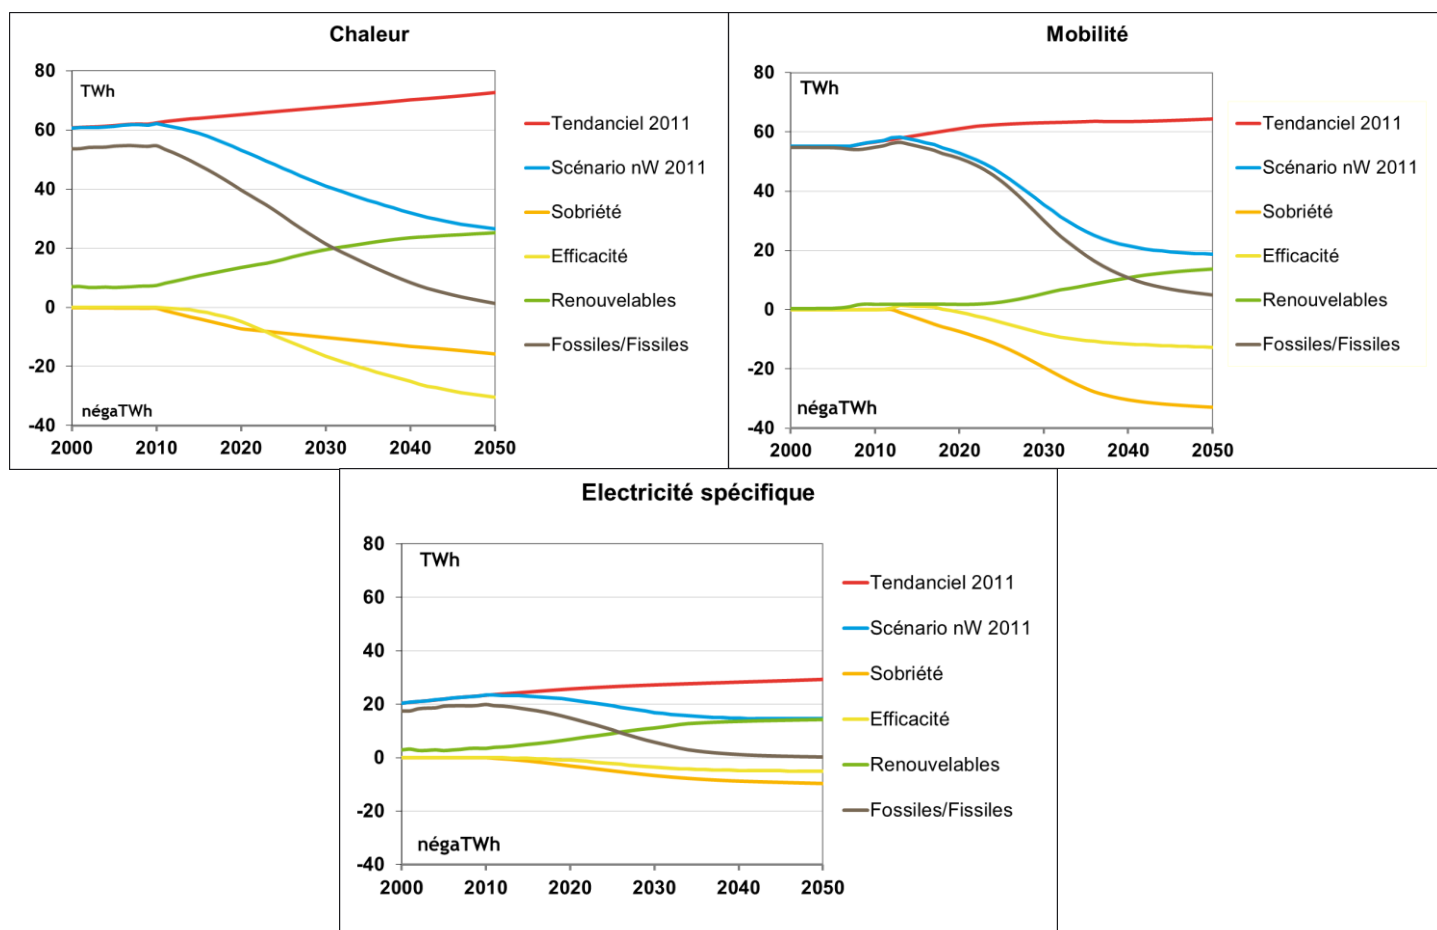 Chaleur
80
60
40
20
0
-20
-40
TWh
négaTWh
2000 2010 2020 2030 2040 2050
Tendanciel 2011
Scénario nW 2011
Sobriété
Efficacité
Renouvelables
Fossiles/Fissiles
Mobilité
80
60
40
20
0
-20
-40
TWh
négaTWh
2000 2010 2020 2030 2040 2050
Tendanciel 2011
Scénario nW 2011
Sobriété
Efficacité
Renouvelables
Fossiles/Fissiles
Electricité spécifique
80
60
40
20
0
-20
-40
TWh
négaTWh
2000 2010 2020 2030 2040 2050
Tendanciel 2011
Scénario nW 2011
Sobriété
Efficacité
Renouvelables
Fossiles/Fissiles